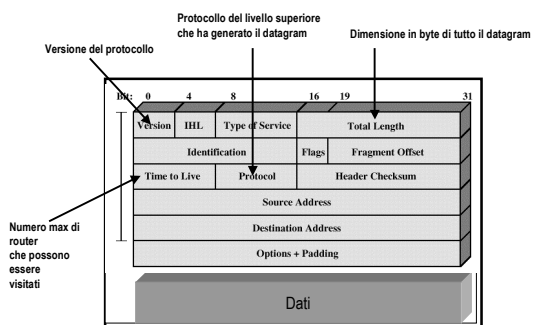 Protocollo del livello superiore
che ha generato il datagram
Dimensione in byte di tutto il datagram
Versione del protocollo
Bit: 0 4 8 16 19 31
Version IHL Type of Service Total Length
Identification Flags Fragment Offset
Time to Live Protocol Header Checksum
Source Address
Destination Address
Options + Padding
Numero max di
router
che possono
essere
visitati
Dati